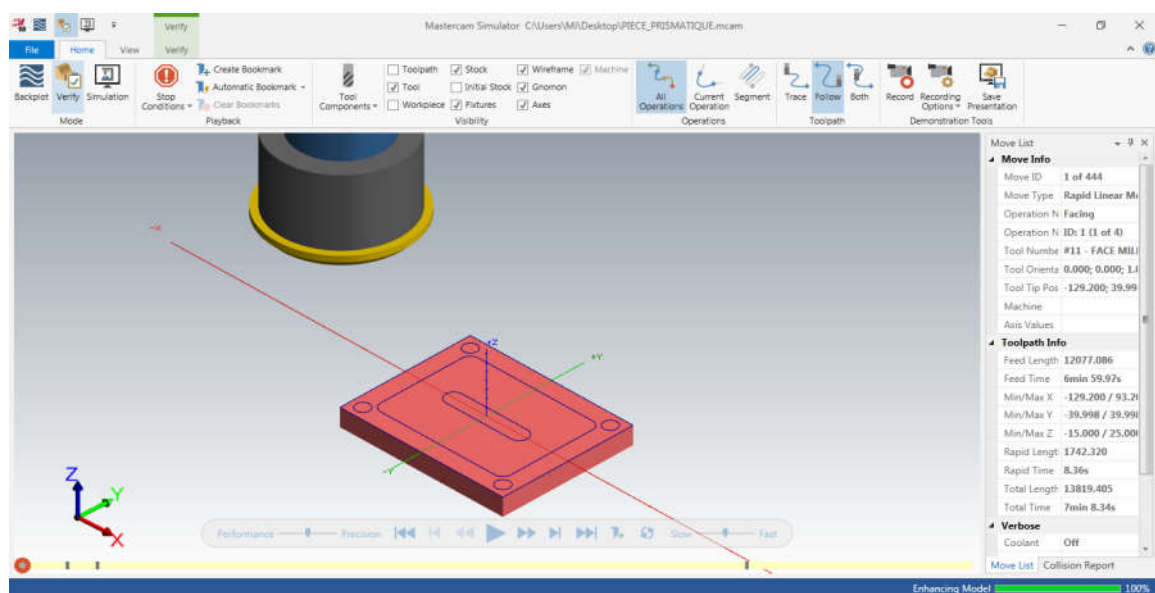 Verify
Mastercam Simulator C:\Users\Mi\Desktop\PIECE_PRISMATIQUE.mcam
File Home View Verify
Backplot Verify Simulation
Mode
Stop Conditions
Create Bookmark
Automatic Bookmark
Clear Bookmarks
Playback
Tool Components
Toolpath Stock Wireframe Machine
Tool Initial Stock Gnomon
Workpiece Fixtures Axes
Visibility
All Operations Current Operation Segment
Operations
Trace Follow Both
Toolpath
Record Recording Options Save Presentation
Demonstration Tools
-X
+Z
+Y
-Y
Z
Y
X
Performance Precision Slow Fast
Move List
Move Info
Move ID 1 of 444
Move Type Rapid Linear M
Operation N Facing
Operation N ID: 1 (1 of 4)
Tool Numbe #11 - FACE MILL
Tool Orienta 0.000; 0.000; 1.
Tool Tip Pos -129.200; 39.99
Machine
Axis Values
Toolpath Info
Feed Length 12077.086
Feed Time 6min 59.97s
Min/Max X -129.200 / 93.2
Min/Max Y -39.998 / 39.998
Min/Max Z -15.000 / 25.00
Rapid Lengt 1742.320
Rapid Time 8.36s
Total Length 13819.405
Total Time 7min 8.34s
Verbose
Coolant Off
Move List Collision Report
Enhancing Model 100%